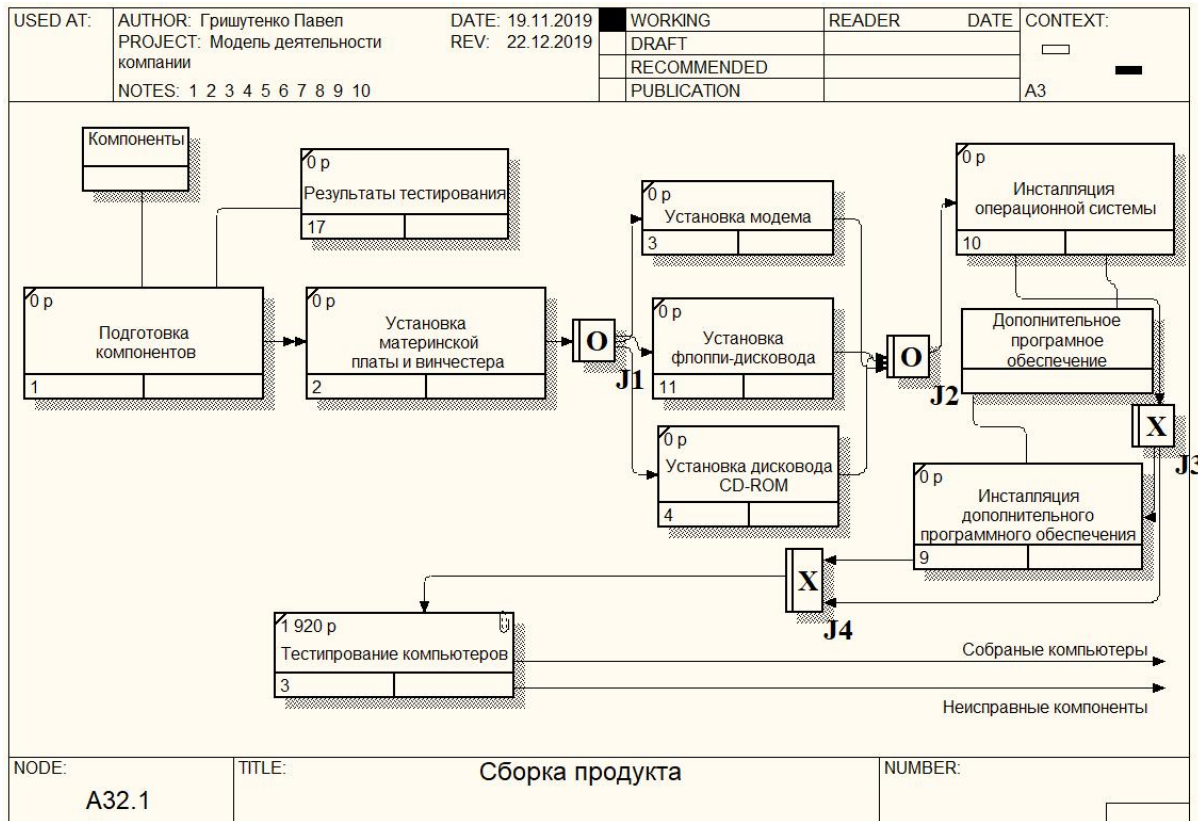 USED AT:
AUTHOR: Гришутенко Павел
DATE: 19.11.2019
PROJECT: Модель деятельности
компании
REV: 22.12.2019
NOTES: 1 2 3 4 5 6 7 8 9 10
WORKING
DRAFT
RECOMMENDED
PUBLICATION
READER
DATE
CONTEXT:
A3
Компоненты
0 р
Результаты тестирования
17
0 р
Подготовка
компонентов
1
0 р
Установка
материнской
платы и винчестера
2
O
J1
0 р
Установка модема
3
0 р
Установка
флоппи-дисковода
11
0 р
Установка дисковода
CD-ROM
4
O
J2
0 р
Инсталляция
операционной системы
10
Дополнительное
програмное
обеспечение
X
J3
0 р
Инсталляция
дополнительного
программного обеспечения
9
X
J4
1 920 р
Тестипрование компьютеров
3
Собраные компьютеры
Неисправные компоненты
NODE:
A32.1
TITLE:
Сборка продукта
NUMBER: